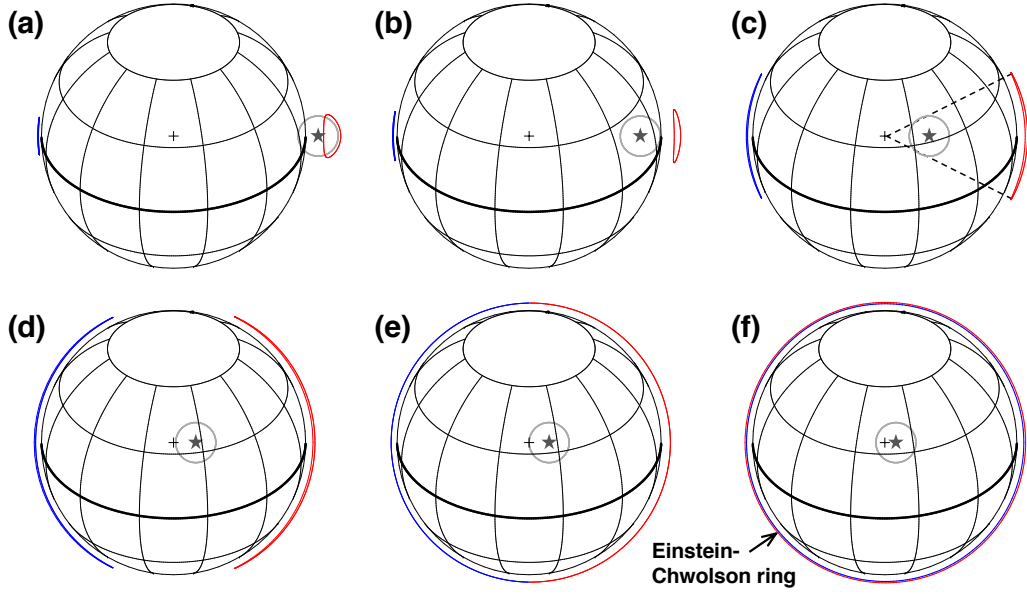 (a)
(b)
(c)
(d)
(e)
(f)
Einstein-
Chwolson ring